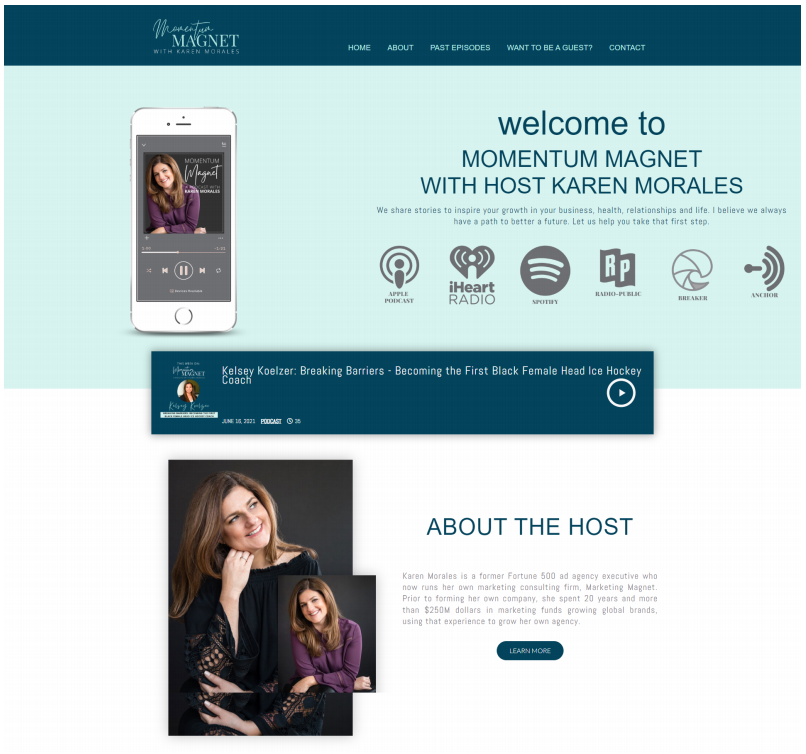 Momentum
MAGNET
WITH KAREN MORALES
HOME ABOUT PAST EPISODES WANT TO BE A GUEST? CONTACT
MOMENTUM
Magnet
A PODCAST WITH
KAREN MORALES
welcome to
MOMENTUM MAGNET
WITH HOST KAREN MORALES
We share stories to inspire your growth in your business, health, relationships and life. I believe we always
have a path to better a future. Let us help you take that first step.
APPLE
PODCAST
iHeart
RADIO
SPOTIFY
RP
RADIO-PUBLIC
BREAKER
ANCHOR
Momentum
MAGNET
Kelsey Koelzer
Kelsey Koelzer: Breaking Barriers - Becoming the First Black Female Head Ice Hockey
Coach
JUNE 16, 2021 PODCAST 35
ABOUT THE HOST
Karen Morales is a former Fortune 500 ad agency executive who
now runs her own marketing consulting firm, Marketing Magnet.
Prior to forming her own company, she spent 20 years and more
than $250M dollars in marketing funds growing global brands,
using that experience to grow her own agency.
LEARN MORE